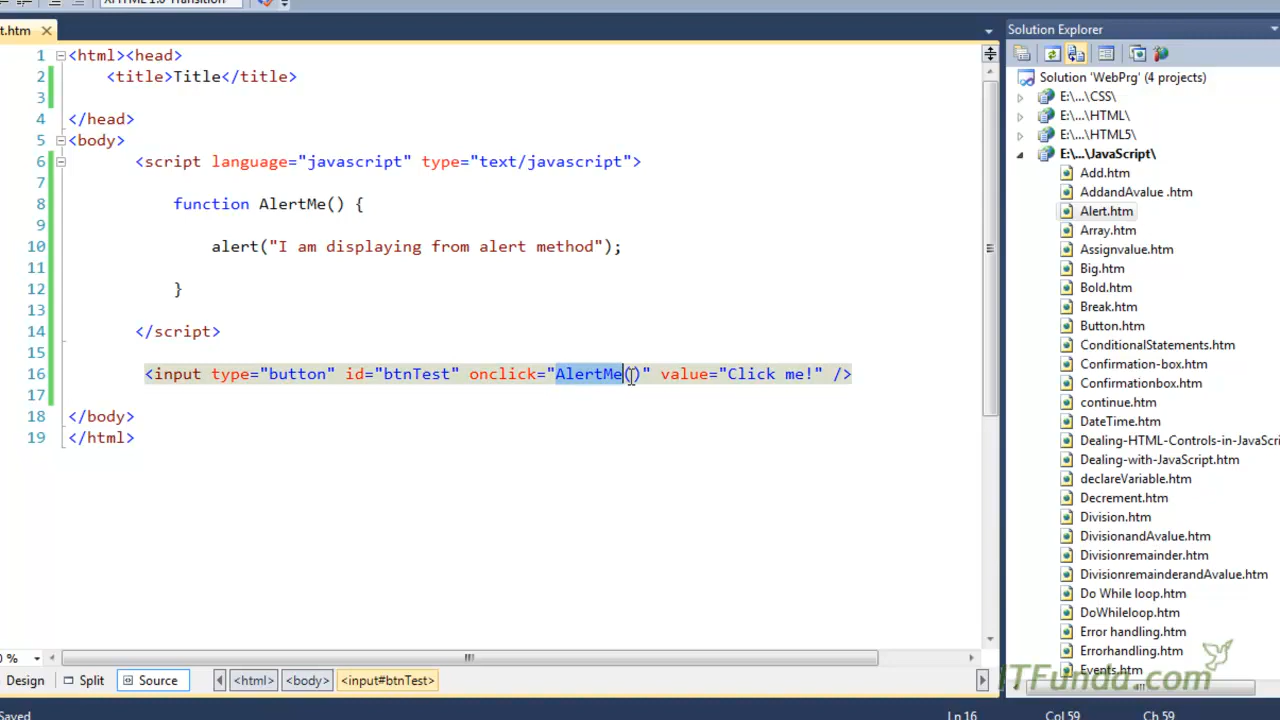 t.htm
Solution Explorer
Solution 'WebPrg' (4 projects)
E:\...\CSS\
E:\...\HTML\
E:\...\HTML5\
E:\...\JavaScript\
Add.htm
AddandAvalue .htm
Alert.htm
Array.htm
Assignvalue.htm
Big.htm
Bold.htm
Break.htm
Button.htm
ConditionalStatements.htm
Confirmation-box.htm
Confirmationbox.htm
continue.htm
DateTime.htm
Dealing-HTML-Controls-in-JavaScri
Dealing-with-JavaScript.htm
declareVariable.htm
Decrement.htm
Division.htm
DivisionandAvalue.htm
Divisionremainder.htm
DivisionremainderandAvalue.htm
Do While loop.htm
DoWhileloop.htm
Error handling.htm
Errorhandling.htm
Events.htm
1 <html><head>
2 <title>Title</title>
3
4 </head>
5 <body>
6 <script language="javascript" type="text/javascript">
7
8 function AlertMe() {
9
10 alert("I am displaying from alert method");
11
12 }
13
14 </script>
15
16 <input type="button" id="btnTest" onclick="AlertMe()" value="Click me!" />
17
18 </body>
19 </html>
0 %
Design Split Source <html> <body> <input#btnTest>
Saved Ln 16 Col 59 Ch 59
ITFunda.com